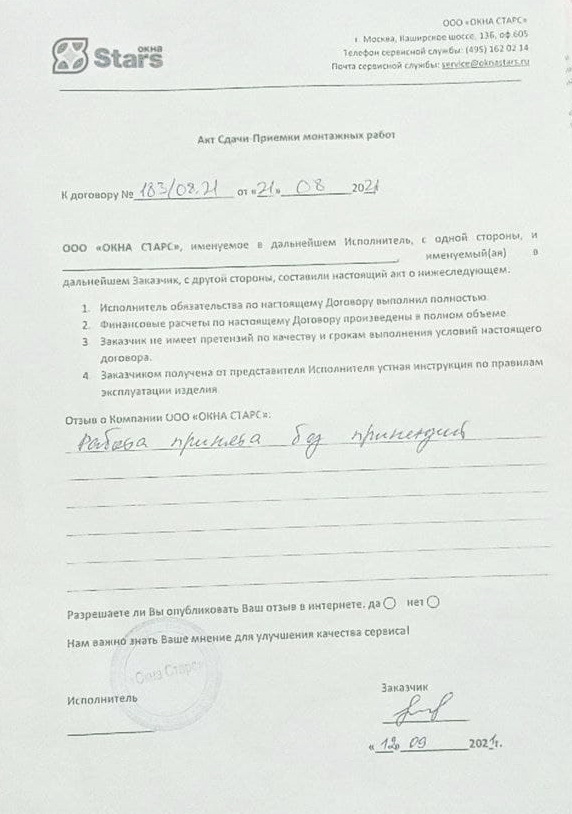 ОКНА
Stars
ООО «ОКНА СТАРС»
г. Москва, Каширское шоссе, 136, оф.605
Телефон сервисной службы: (495) 162 02 14
Почта сервисной службы: service@oknastars.ru
Акт Сдачи-Приемки монтажных работ
К договору № 183/08.21 от «21» 08 2021
ООО «ОКНА СТАРС», именуемое в дальнейшем Исполнитель, с одной стороны, и
, именуемый(ая) в
дальнейшем Заказчик, с другой стороны, составили настоящий акт о нижеследующем.
1. Исполнитель обязательства по настоящему Договору выполнил полностью.
2. Финансовые расчеты по настоящему Договору произведены в полном объеме.
3 Заказчик не имеет претензий по качеству и срокам выполнения условий настоящего
договора.
4 Заказчиком получена от представителя Исполнителя устная инструкция по правилам
эксплуатации изделия
Отзыв о Компании ООО «ОКНА СТАРС»:
Работа принята без принензий
Разрешаете ли Вы опубликовать Ваш отзыв в интернете. да нет
Нам важно знать Ваше мнение для улучшения качества сервиса!
«Окна Старс»
Исполнитель
Заказчик
«12» 09 2021г.